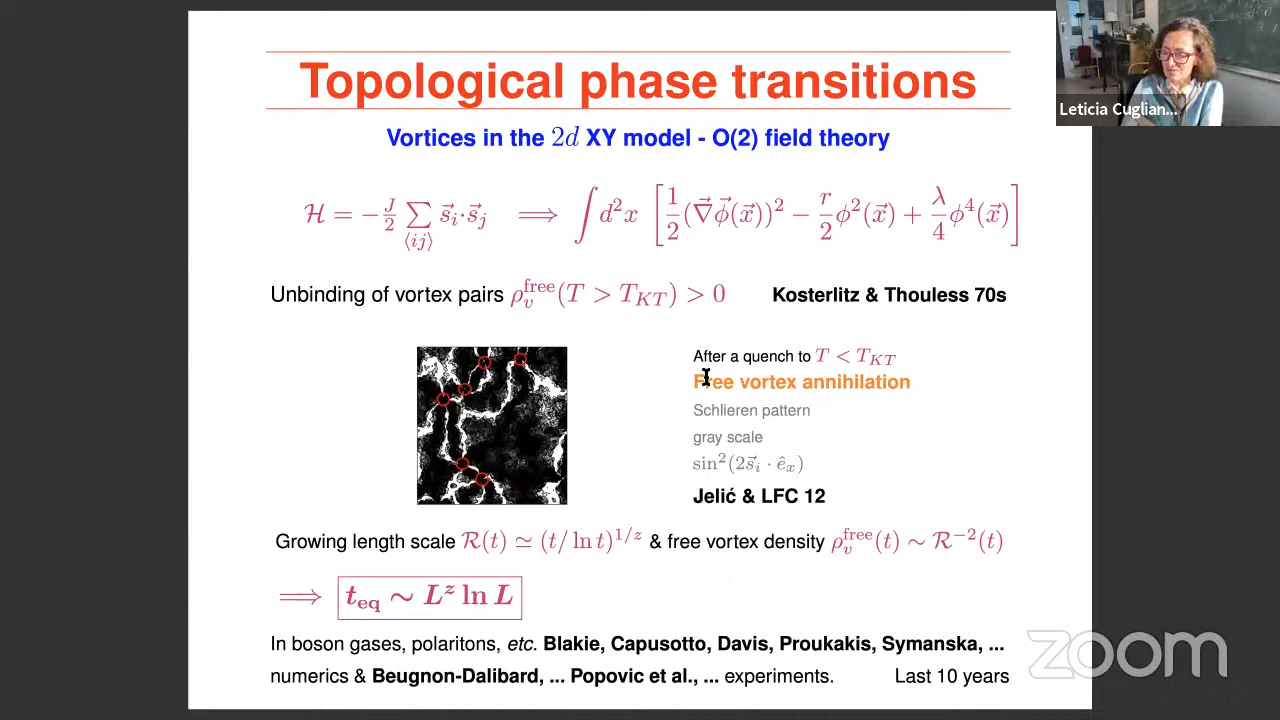 Topological phase transitions
Leticia Cuglian...
Vortices in the 2d XY model - O(2) field theory
ℋ = −J/2 ∑⟨ij⟩ s⃗ᵢ·s⃗ⱼ ⟹ ∫d²x [1/2(∇⃗ϕ⃗(x⃗))² − r/2 ϕ²(x⃗) + λ/4 ϕ⁴(x⃗)]
Unbinding of vortex pairs ρᵥ^free(T > T_KT) > 0 Kosterlitz & Thouless 70s
After a quench to T < T_KT
Free vortex annihilation
Schlieren pattern
gray scale
sin²(2s⃗ᵢ · êₓ)
Jelić & LFC 12
Growing length scale ℛ(t) ≃ (t/ ln t)^1/z & free vortex density ρᵥ^free(t) ∼ ℛ⁻²(t)
⟹ t_eq ∼ L^z ln L
In boson gases, polaritons, etc. Blakie, Capusotto, Davis, Proukakis, Symanska, ...
numerics & Beugnon-Dalibard, ... Popovic et al., ... experiments. Last 10 years
zoom